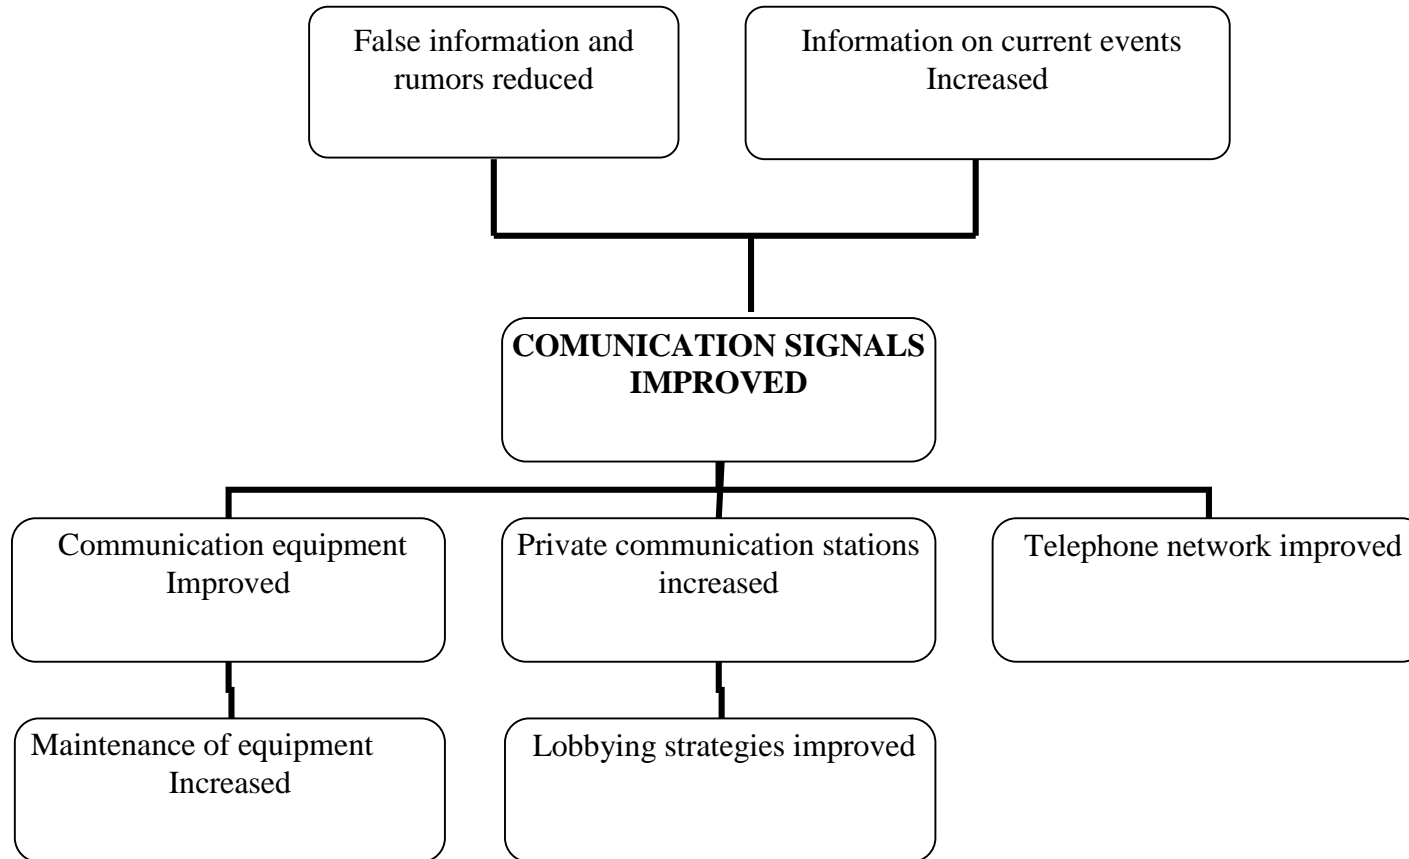 False information and
rumors reduced
Information on current events
Increased
COMUNICATION SIGNALS
IMPROVED
Communication equipment
Improved
Private communication stations
increased
Telephone network improved
Maintenance of equipment
Increased
Lobbying strategies improved